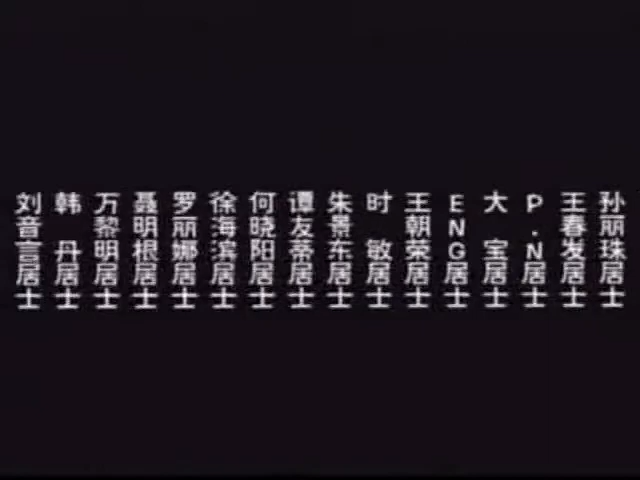 孙丽珠居士
王春发居士
P.N居士
大宝居士
ENG居士
王朝荣居士
时敏居士
朱景东居士
谭友蒂居士
何晓阳居士
徐海滨居士
罗丽娜居士
聂明根居士
万黎明居士
韩丹居士
刘音言居士